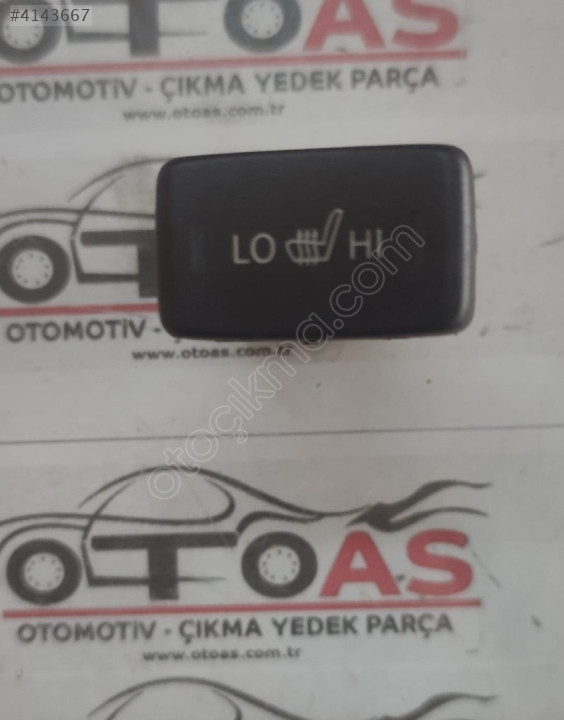 #4143667
OTOAS
OTOMOTİV - ÇIKMA YEDEK PARÇA
www.otoas.com.tr
LO HI
OTOMOTİV -
www.otoas.com.tr
otoçıkma.com
OTOAS
OTOMOTİV - ÇIKMA YEDEK PARÇA
www.otoas.com.tr